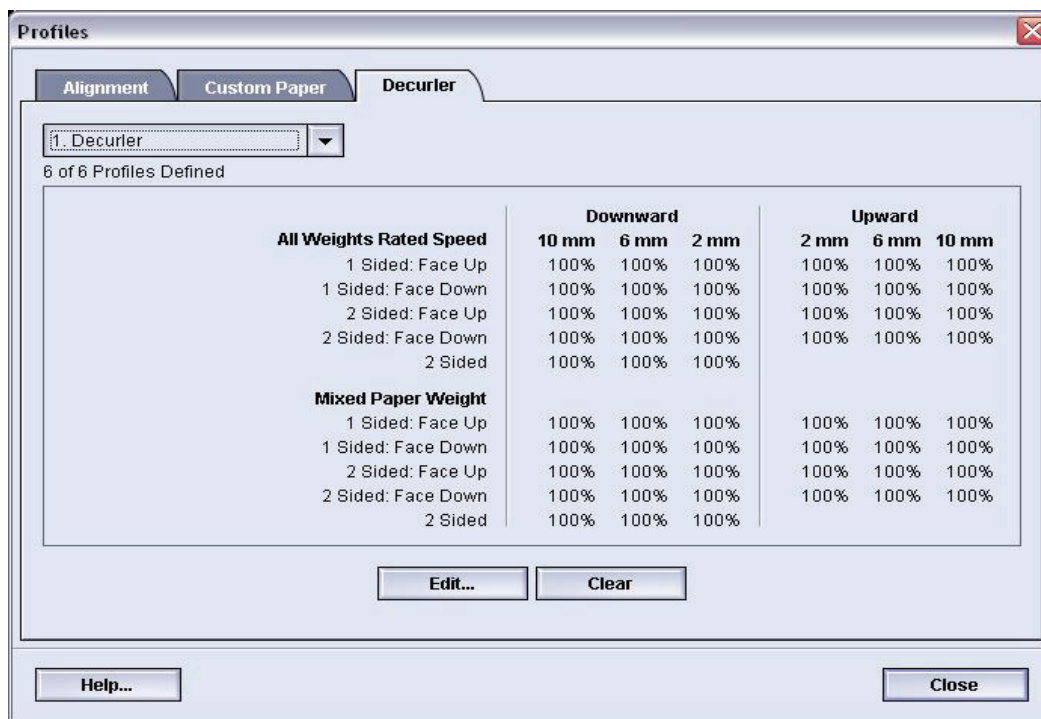 Profiles
Alignment Custom Paper Decurler
1. Decurler
6 of 6 Profiles Defined
Downward Upward
All Weights Rated Speed 10 mm 6 mm 2 mm 2 mm 6 mm 10 mm
1 Sided: Face Up 100% 100% 100% 100% 100% 100%
1 Sided: Face Down 100% 100% 100% 100% 100% 100%
2 Sided: Face Up 100% 100% 100% 100% 100% 100%
2 Sided: Face Down 100% 100% 100% 100% 100% 100%
2 Sided 100% 100% 100%
Mixed Paper Weight
1 Sided: Face Up 100% 100% 100% 100% 100% 100%
1 Sided: Face Down 100% 100% 100% 100% 100% 100%
2 Sided: Face Up 100% 100% 100% 100% 100% 100%
2 Sided: Face Down 100% 100% 100% 100% 100% 100%
2 Sided 100% 100% 100%
Edit... Clear
Help... Close